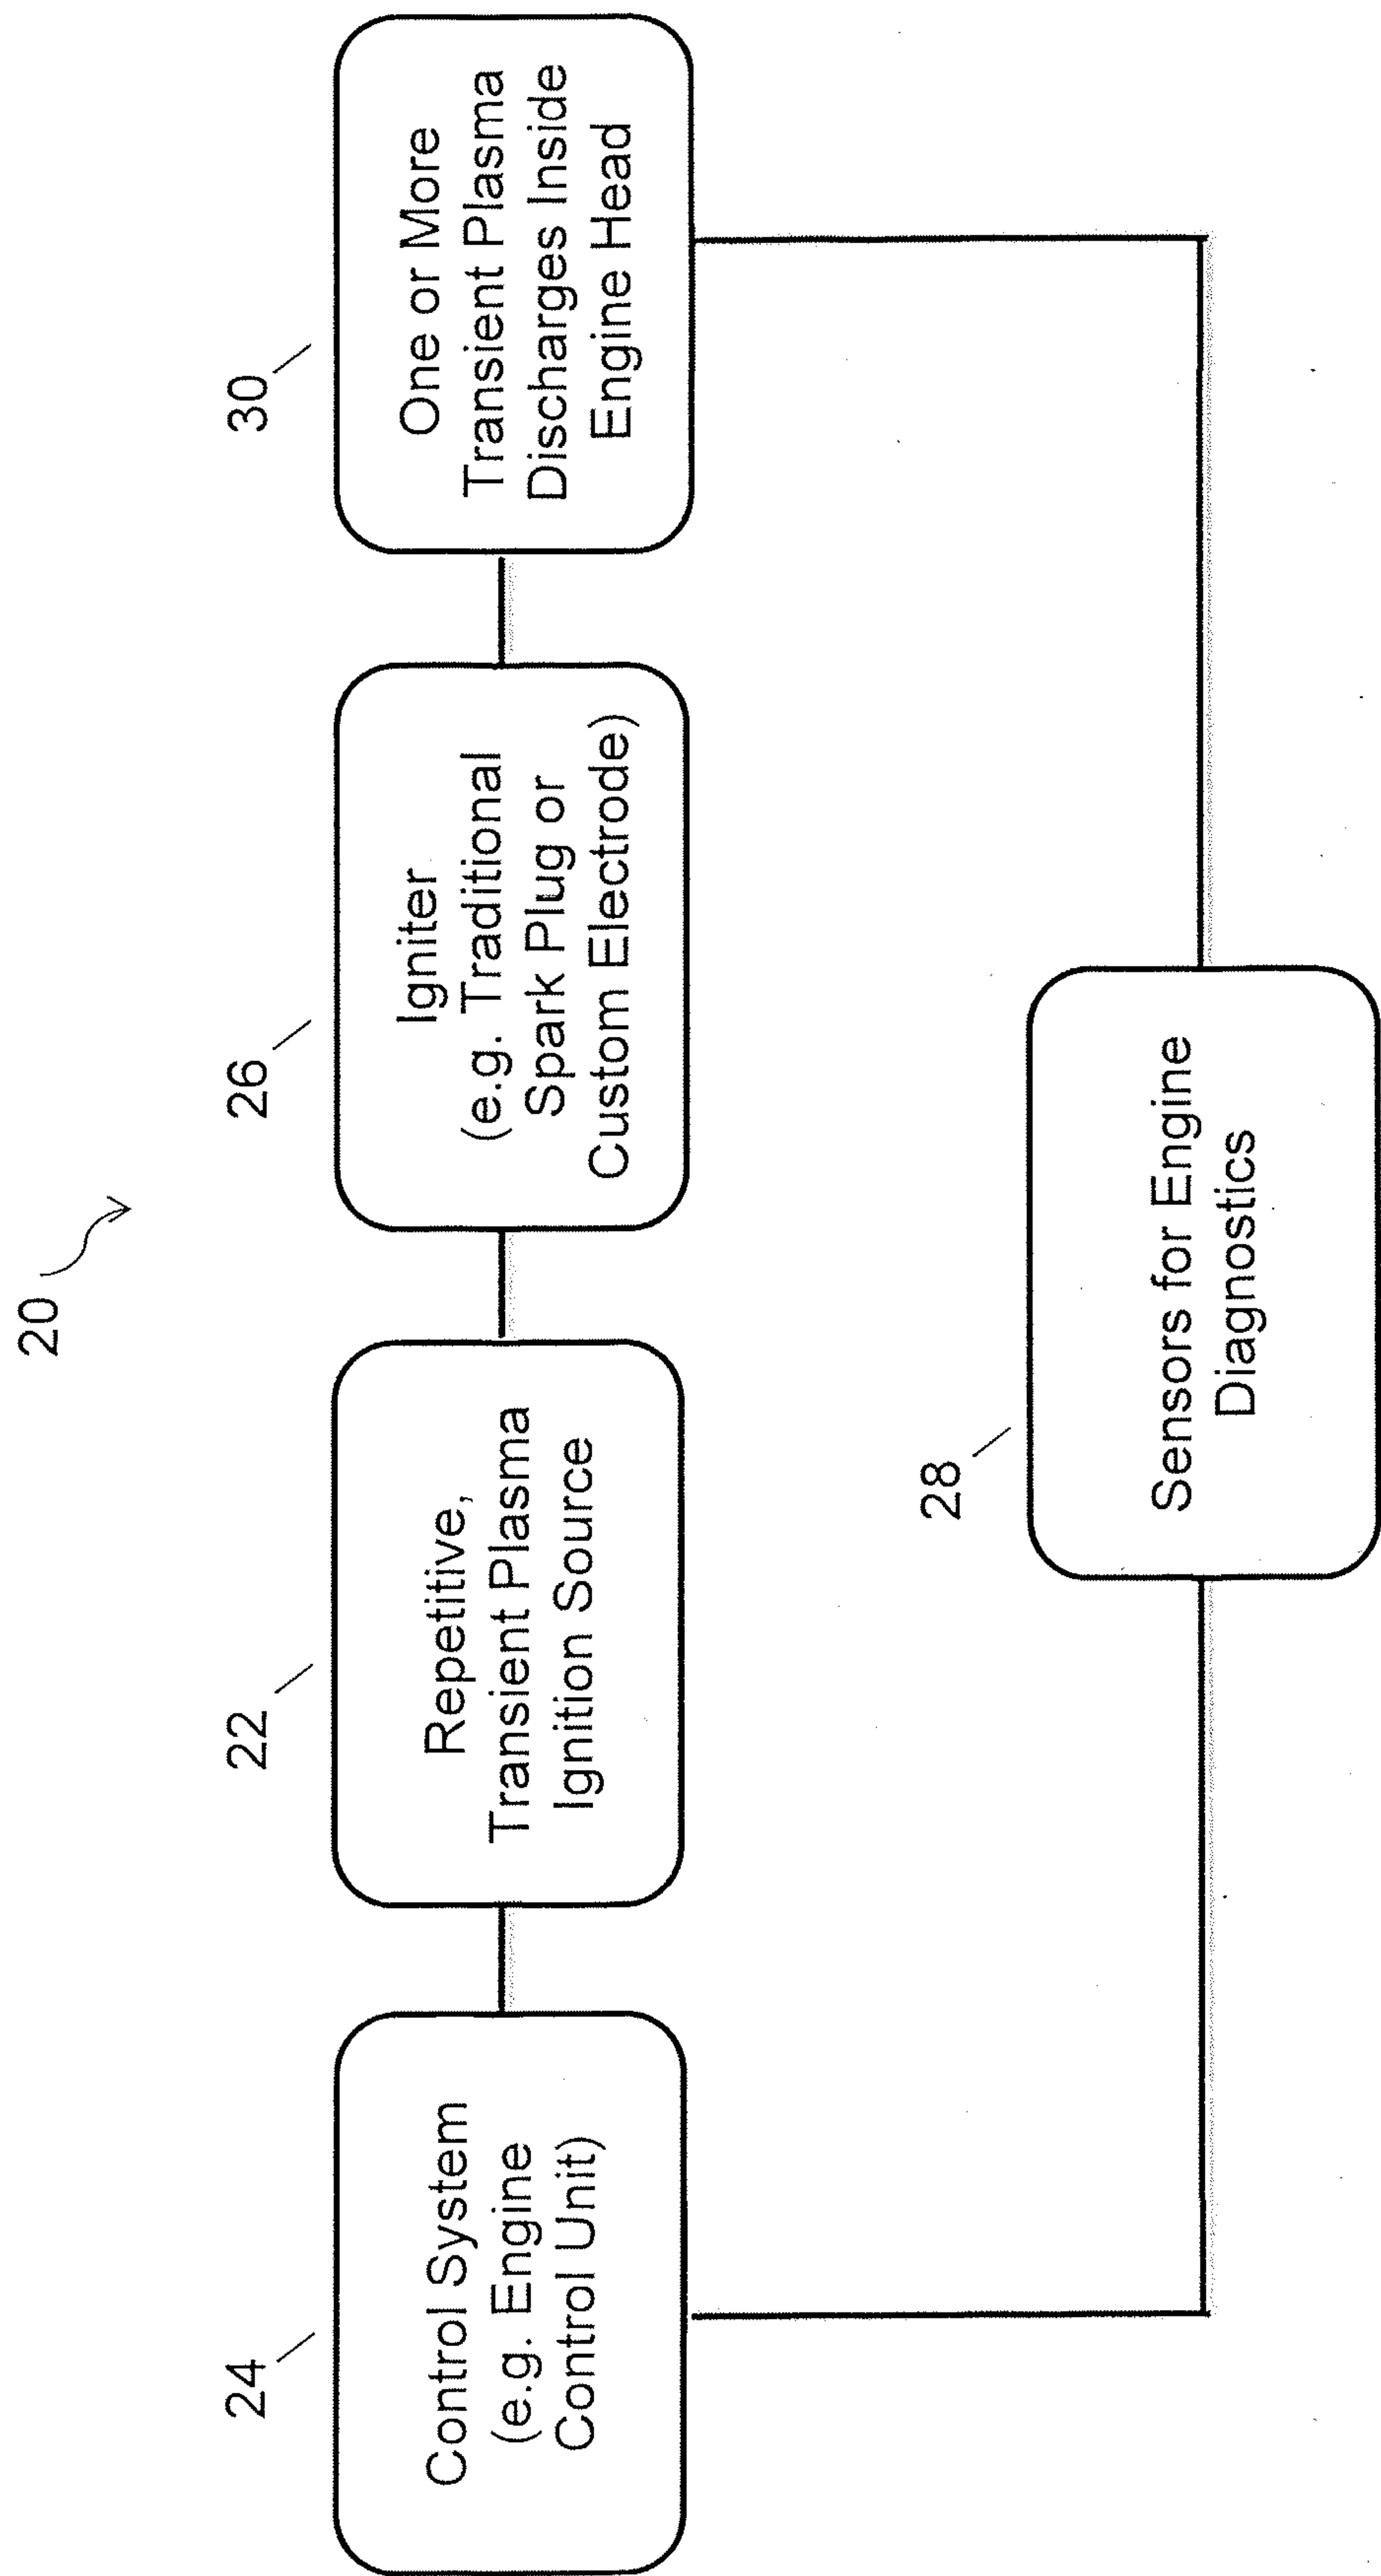 20
24
Control System
(e.g. Engine
Control Unit)
22
Repetitive,
Transient Plasma
Ignition Source
26
Igniter
(e.g. Traditional
Spark Plug or
Custom Electrode)
30
One or More
Transient Plasma
Discharges Inside
Engine Head
28
Sensors for Engine
Diagnostics